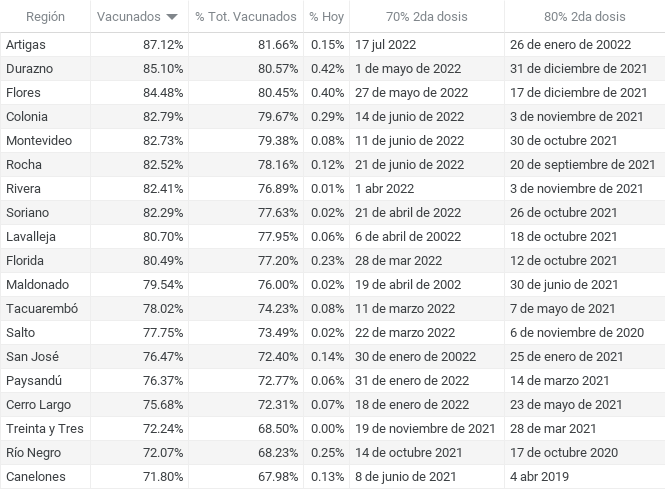 Región Vacunados % Tot. Vacunados % Hoy 70% 2da dosis 80% 2da dosis
Artigas 87.12% 81.66% 0.15% 17 jul 2022 26 de enero de 20022
Durazno 85.10% 80.57% 0.42% 1 de mayo de 2022 31 de diciembre de 2021
Flores 84.48% 80.45% 0.40% 27 de mayo de 2022 17 de diciembre de 2021
Colonia 82.79% 79.67% 0.29% 14 de junio de 2022 3 de noviembre de 2021
Montevideo 82.73% 79.38% 0.08% 11 de junio de 2022 30 de octubre 2021
Rocha 82.52% 78.16% 0.12% 21 de junio de 2022 20 de septiembre de 2021
Rivera 82.41% 76.89% 0.01% 1 abr 2022 3 de noviembre de 2021
Soriano 82.29% 77.63% 0.02% 21 de abril de 2022 26 de octubre 2021
Lavalleja 80.70% 77.95% 0.06% 6 de abril de 20022 18 de octubre 2021
Florida 80.49% 77.20% 0.23% 28 de mar 2022 12 de octubre 2021
Maldonado 79.54% 76.00% 0.02% 19 de abril de 2002 30 de junio de 2021
Tacuarembó 78.02% 74.23% 0.08% 11 de marzo 2022 7 de mayo de 2021
Salto 77.75% 73.49% 0.02% 22 de marzo 2022 6 de noviembre de 2020
San José 76.47% 72.40% 0.14% 30 de enero de 20022 25 de enero de 2021
Paysandú 76.37% 72.77% 0.06% 31 de enero de 2022 14 de marzo 2021
Cerro Largo 75.68% 72.31% 0.07% 18 de enero de 2022 23 de mayo de 2021
Treinta y Tres 72.24% 68.50% 0.00% 19 de noviembre de 2021 28 de mar 2021
Río Negro 72.07% 68.23% 0.25% 14 de octubre 2021 17 de octubre 2020
Canelones 71.80% 67.98% 0.13% 8 de junio de 2021 4 abr 2019